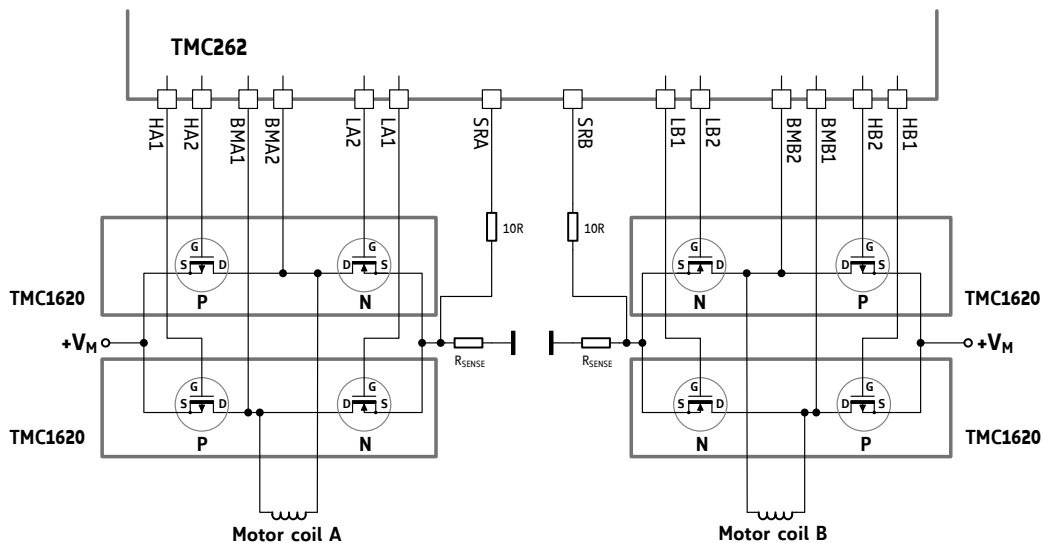 TMC262
HA1
HA2
BMA1
BMA2
LA2
LA1
SRA
SRB
LB1
LB2
BMB2
BMB1
HB2
HB1
10R
10R
G
S
D
P
G
D
S
N
TMC1620
G
S
D
N
G
D
S
P
TMC1620
+VM
RSENSE
RSENSE
+VM
G
S
D
P
G
D
S
N
TMC1620
G
S
D
N
G
D
S
P
TMC1620
Motor coil A
Motor coil B